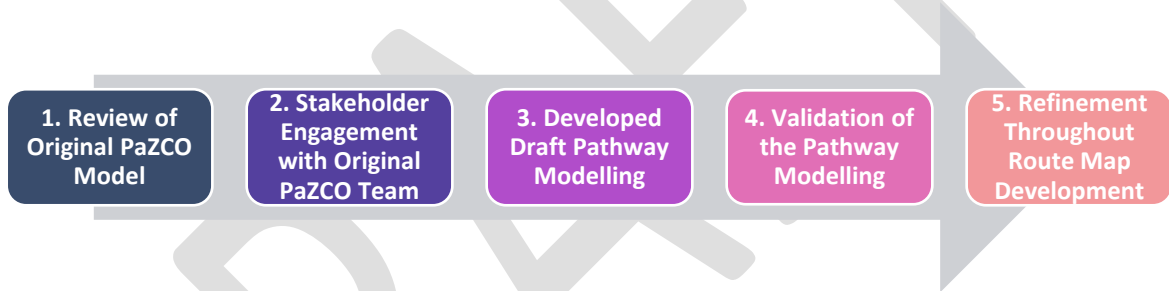 1. Review of
Original PaZCO
Model
2. Stakeholder
Engagement
with Original
PaZCO Team
3. Developed
Draft Pathway
Modelling
4. Validation of
the Pathway
Modelling
5. Refinement
Throughout
Route Map
Development